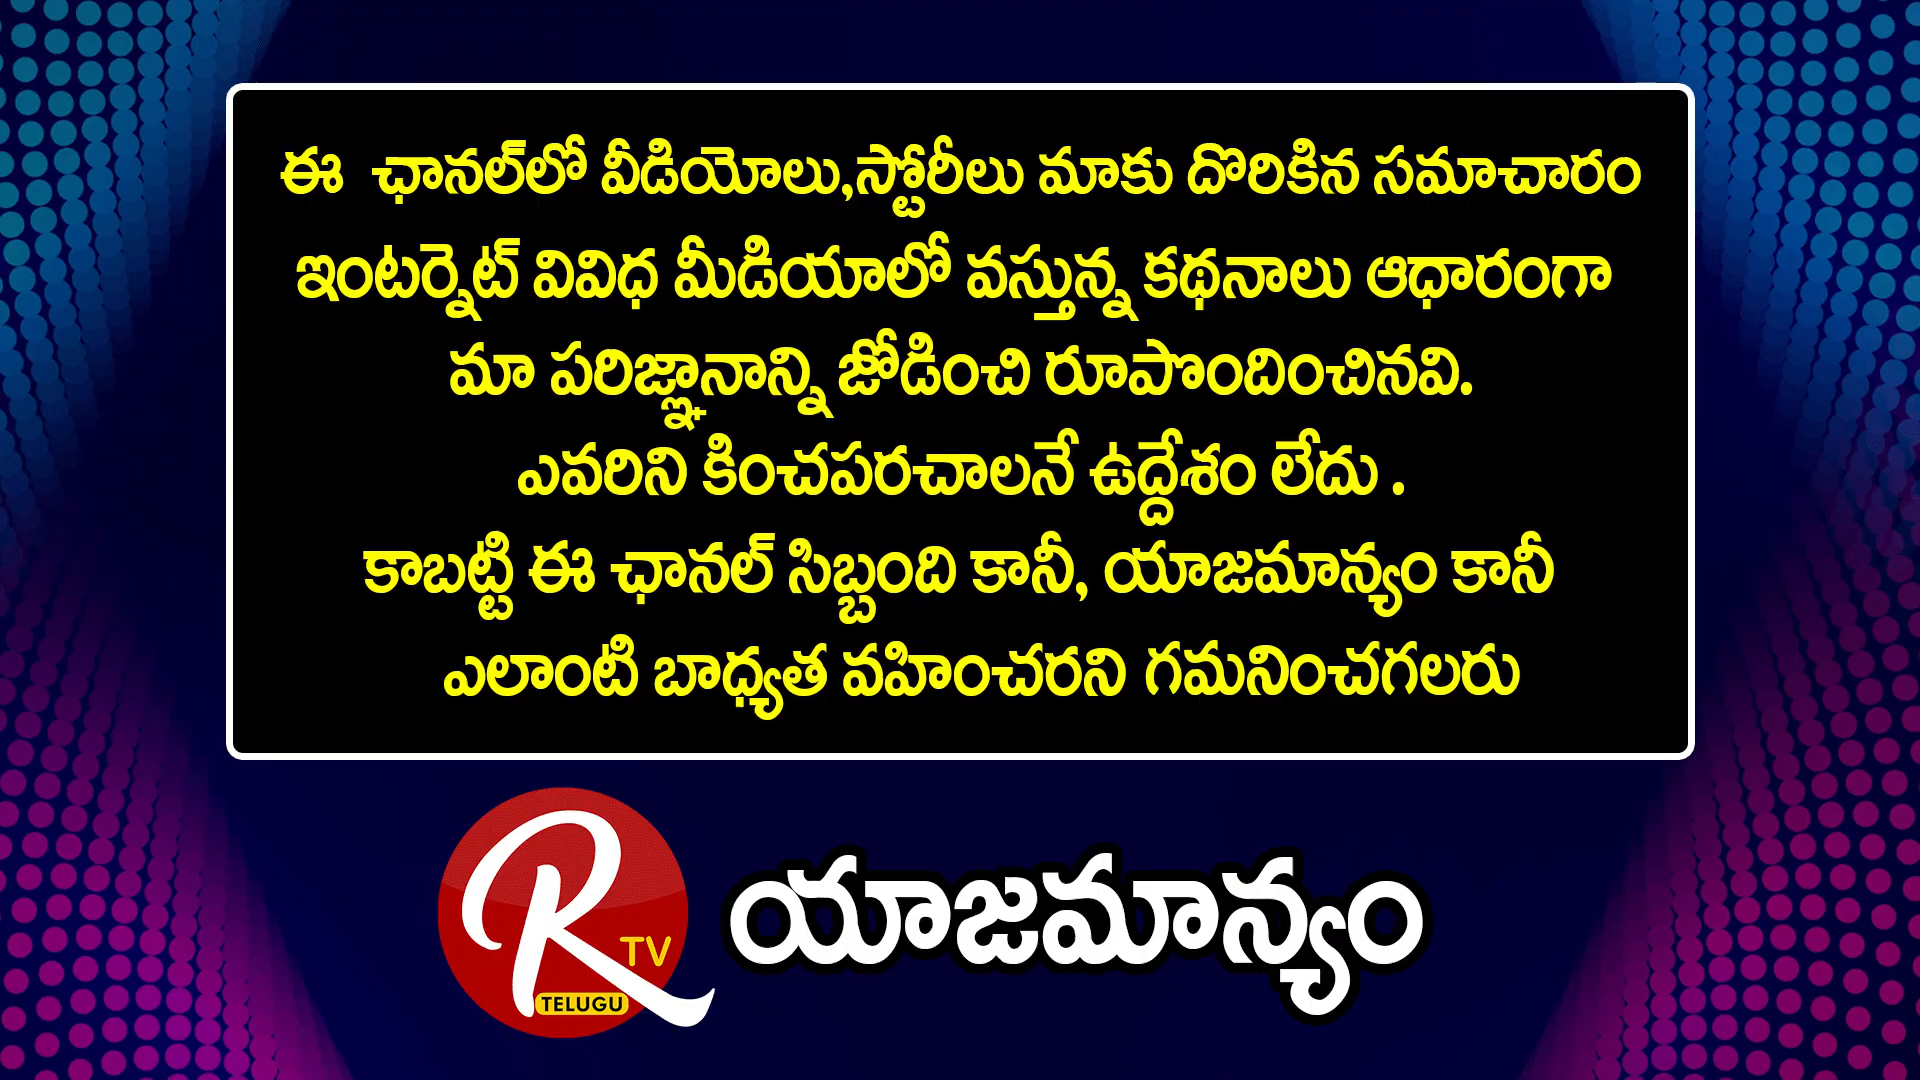 ఈ ఛానల్‌లో వీడియోలు,స్టోరీలు మాకు దొరికిన సమాచారం
ఇంటర్నెట్ వివిధ మీడియాలో వస్తున్న కథనాలు ఆధారంగా
మా పరిజ్ఞానాన్ని జోడించి రూపొందించినవి.
ఎవరిని కించపరచాలనే ఉద్దేశం లేదు .
కాబట్టి ఈ ఛానల్ సిబ్బంది కానీ, యాజమాన్యం కానీ
ఎలాంటి బాధ్యత వహించరని గమనించగలరు
R TV
TELUGU
యాజమాన్యం